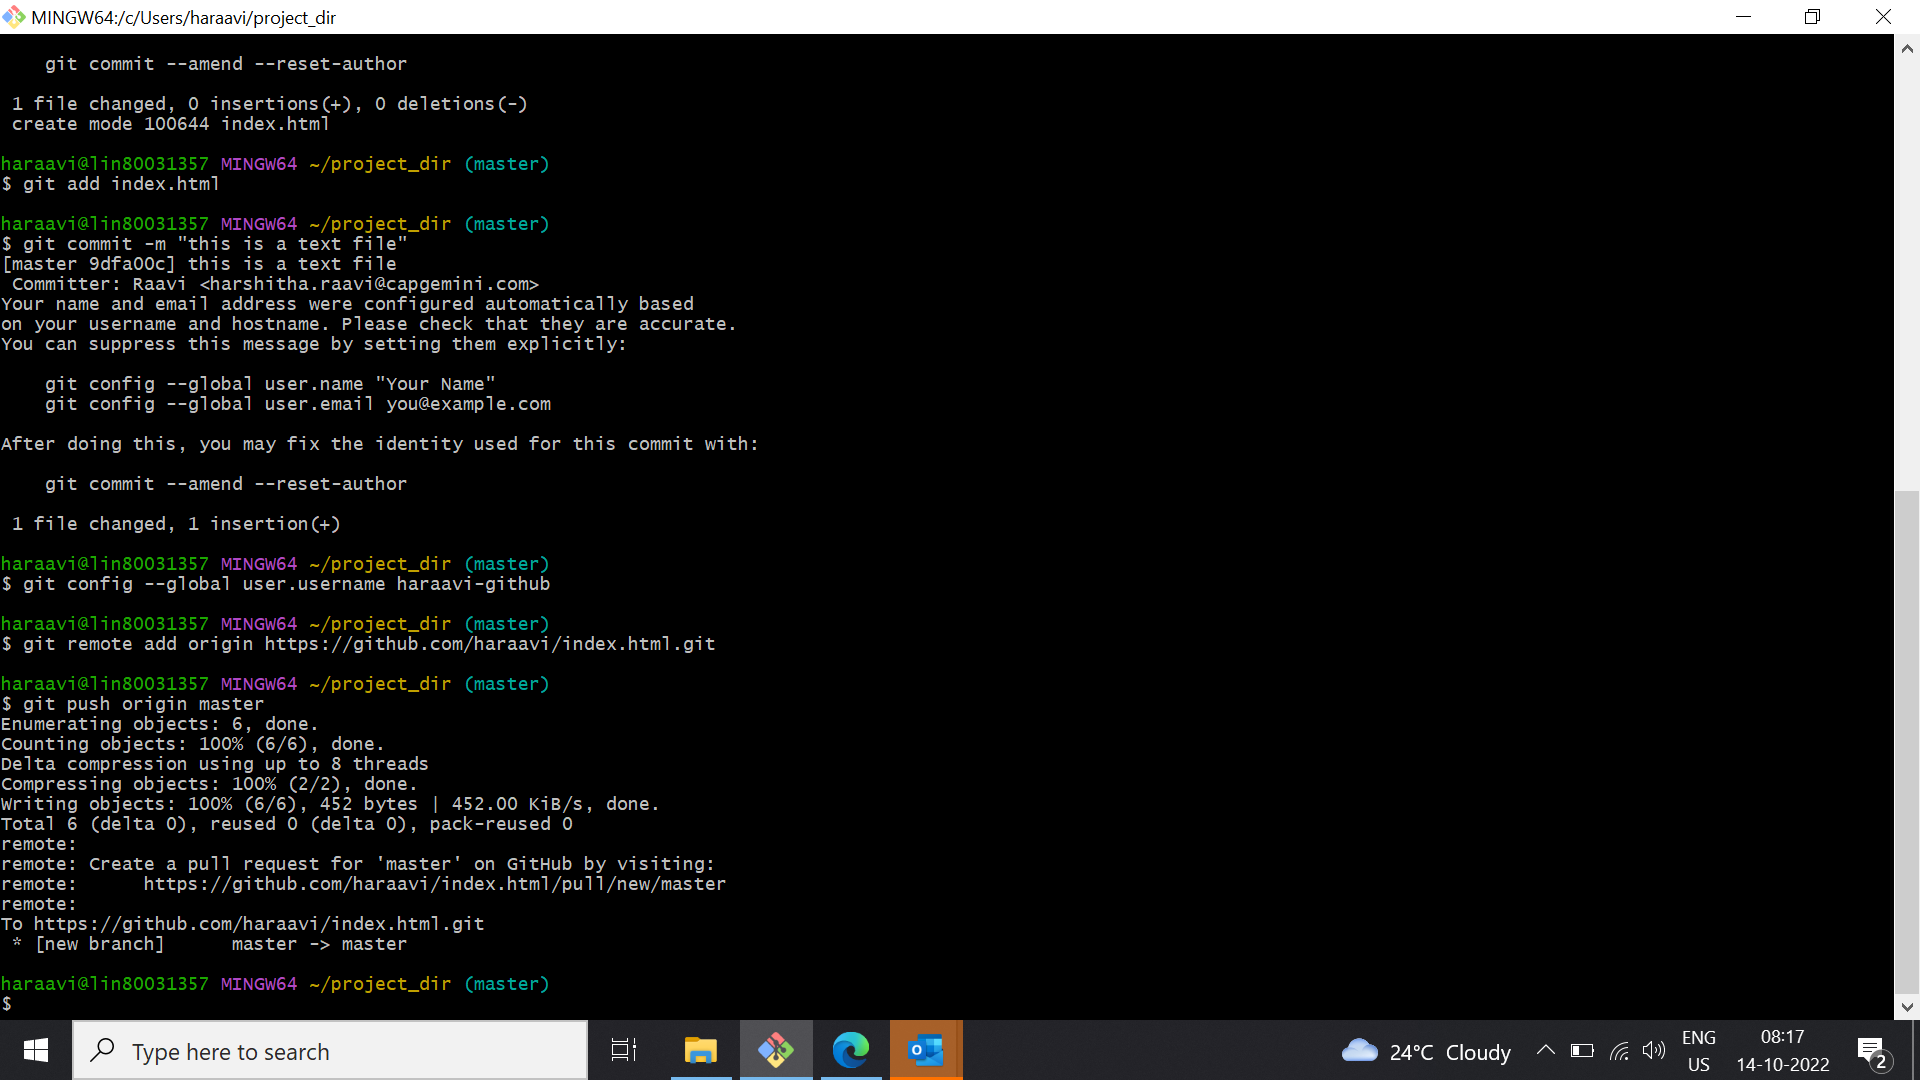 MINGW64:/c/Users/haraavi/project_dir
    git commit --amend --reset-author
 1 file changed, 0 insertions(+), 0 deletions(-)
 create mode 100644 index.html
haraavi@lin80031357 MINGW64 ~/project_dir (master)
$ git add index.html
haraavi@lin80031357 MINGW64 ~/project_dir (master)
$ git commit -m "this is a text file"
[master 9dfa00c] this is a text file
 Committer: Raavi <harshitha.raavi@capgemini.com>
Your name and email address were configured automatically based
on your username and hostname. Please check that they are accurate.
You can suppress this message by setting them explicitly:
    git config --global user.name "Your Name"
    git config --global user.email you@example.com
After doing this, you may fix the identity used for this commit with:
    git commit --amend --reset-author
 1 file changed, 1 insertion(+)
haraavi@lin80031357 MINGW64 ~/project_dir (master)
$ git config --global user.username haraavi-github
haraavi@lin80031357 MINGW64 ~/project_dir (master)
$ git remote add origin https://github.com/haraavi/index.html.git
haraavi@lin80031357 MINGW64 ~/project_dir (master)
$ git push origin master
Enumerating objects: 6, done.
Counting objects: 100% (6/6), done.
Delta compression using up to 8 threads
Compressing objects: 100% (2/2), done.
Writing objects: 100% (6/6), 452 bytes | 452.00 KiB/s, done.
Total 6 (delta 0), reused 0 (delta 0), pack-reused 0
remote:
remote: Create a pull request for 'master' on GitHub by visiting:
remote:      https://github.com/haraavi/index.html/pull/new/master
remote:
To https://github.com/haraavi/index.html.git
 * [new branch]      master -> master
haraavi@lin80031357 MINGW64 ~/project_dir (master)
$
Type here to search
24°C Cloudy
ENG
US
08:17
14-10-2022
2